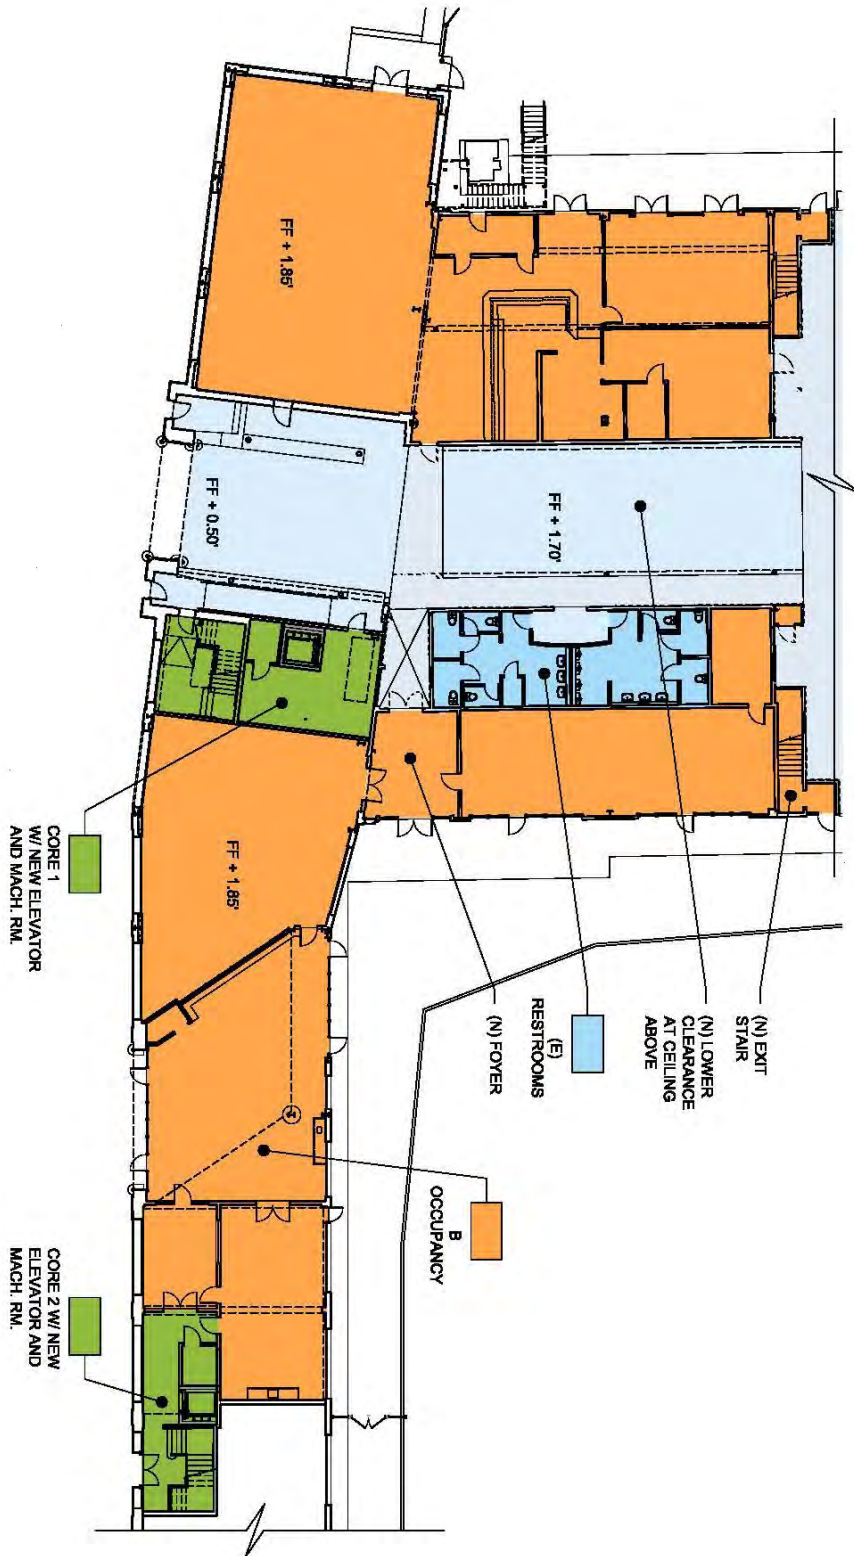 FF + 1.85'
FF + 0.50'
FF + 1.70'
FF + 1.85'
CORE 1
W/ NEW ELEVATOR
AND MACH. RM.
(N) EXIT
STAIR
(N) LOWER
CLEARANCE
AT CEILING
ABOVE
(E)
RESTROOMS
(N) FOYER
B
OCCUPANCY
CORE 2 W/ NEW
ELEVATOR AND
MACH. RM.